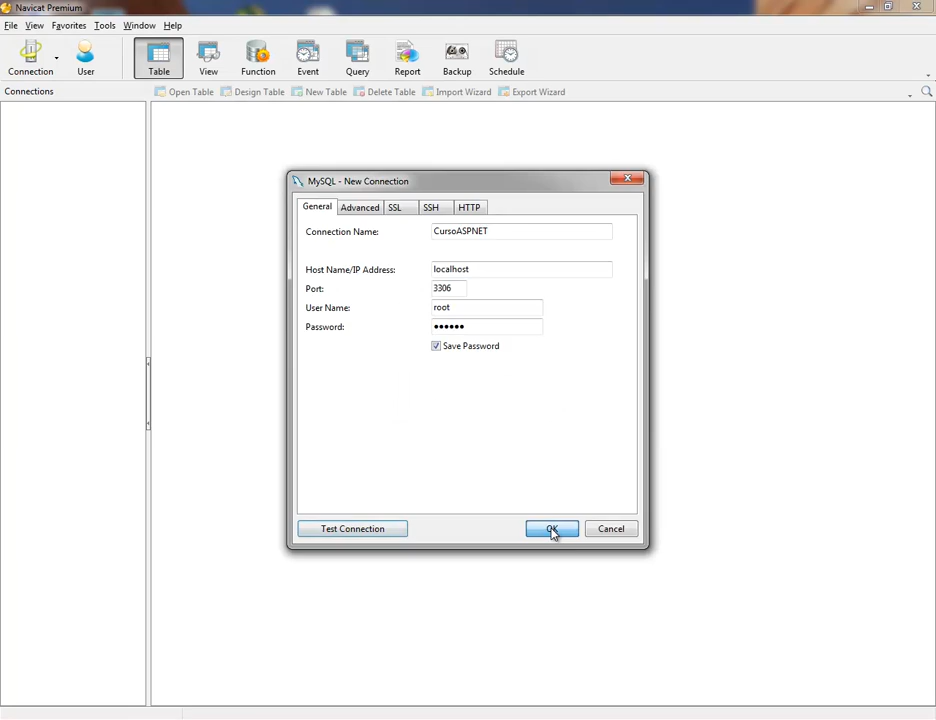 Navicat Premium
File View Favorites Tools Window Help
Connection User Table View Function Event Query Report Backup Schedule
Connections Open Table Design Table New Table Delete Table Import Wizard Export Wizard
MySQL - New Connection
General Advanced SSL SSH HTTP
Connection Name: CursoASPNET
Host Name/IP Address: localhost
Port: 3306
User Name: root
Password: ••••••
Save Password
Test Connection OK Cancel